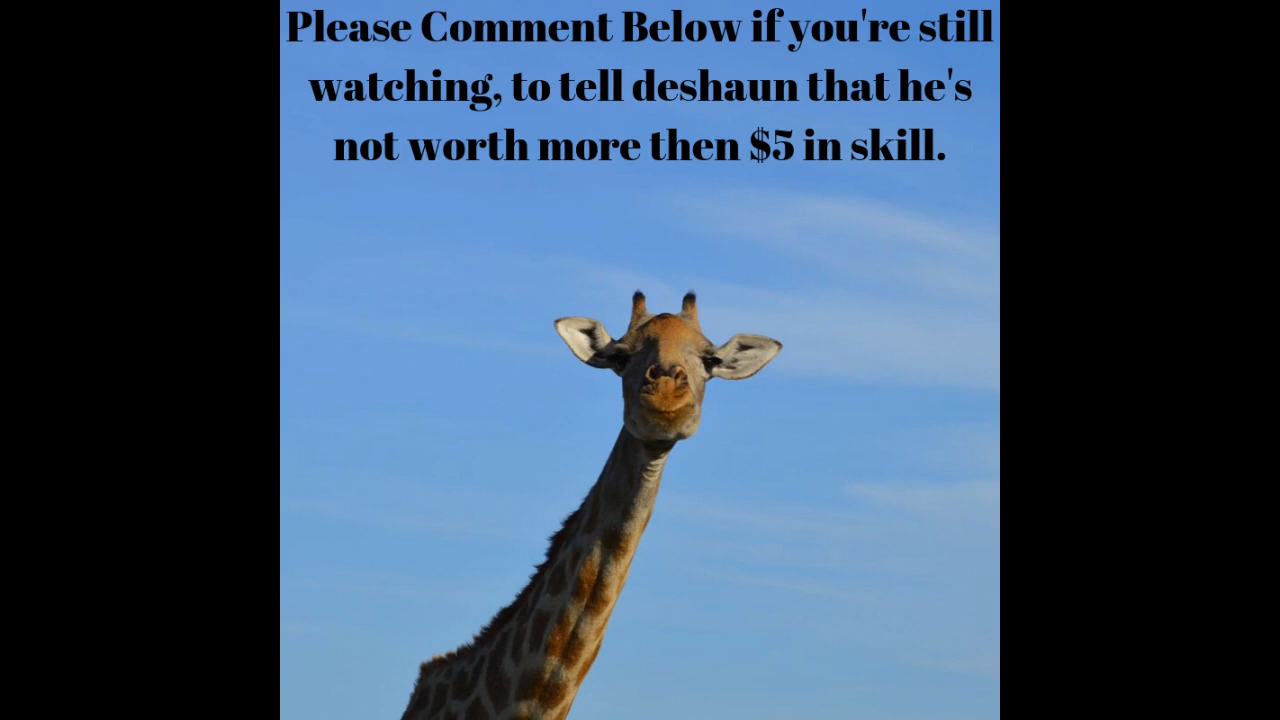 Please Comment Below if you're still
watching, to tell deshaun that he's
not worth more then $5 in skill.